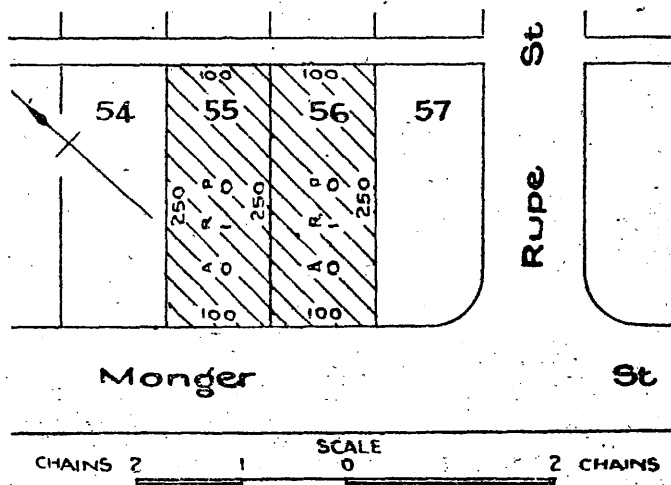 St
100 100
54 55 56 57
A R P A R P
0 1 0 0 1 0
250 250 250
Rupe
100 100
Monger St
SCALE
CHAINS 2 1 0 2 CHAINS